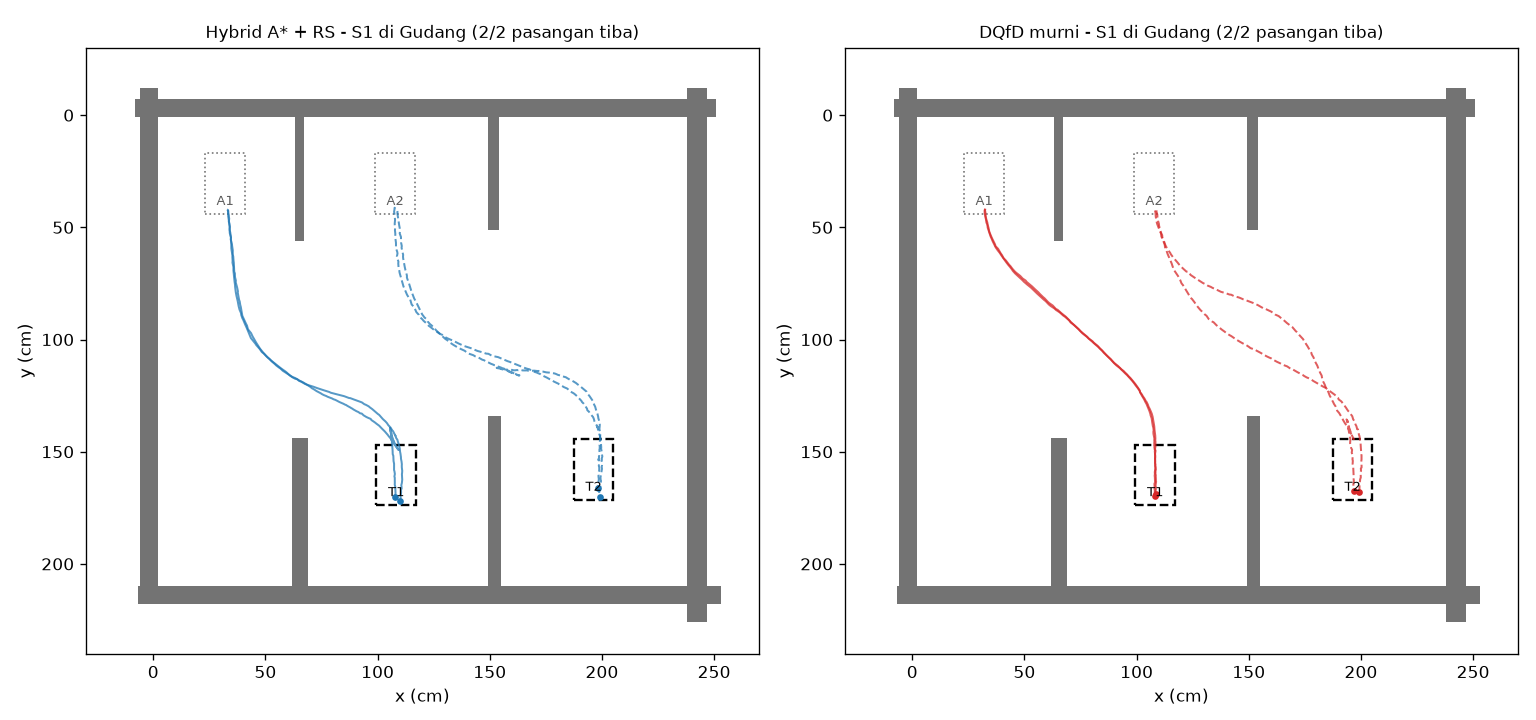 Hybrid A* + RS - S1 di Gudang (2/2 pasangan tiba)
A1
A2
T1
T2
0
50
100
150
200
y (cm)
0
50
100
150
200
250
x (cm)
DQfD murni - S1 di Gudang (2/2 pasangan tiba)
A1
A2
T1
T2
0
50
100
150
200
y (cm)
0
50
100
150
200
250
x (cm)